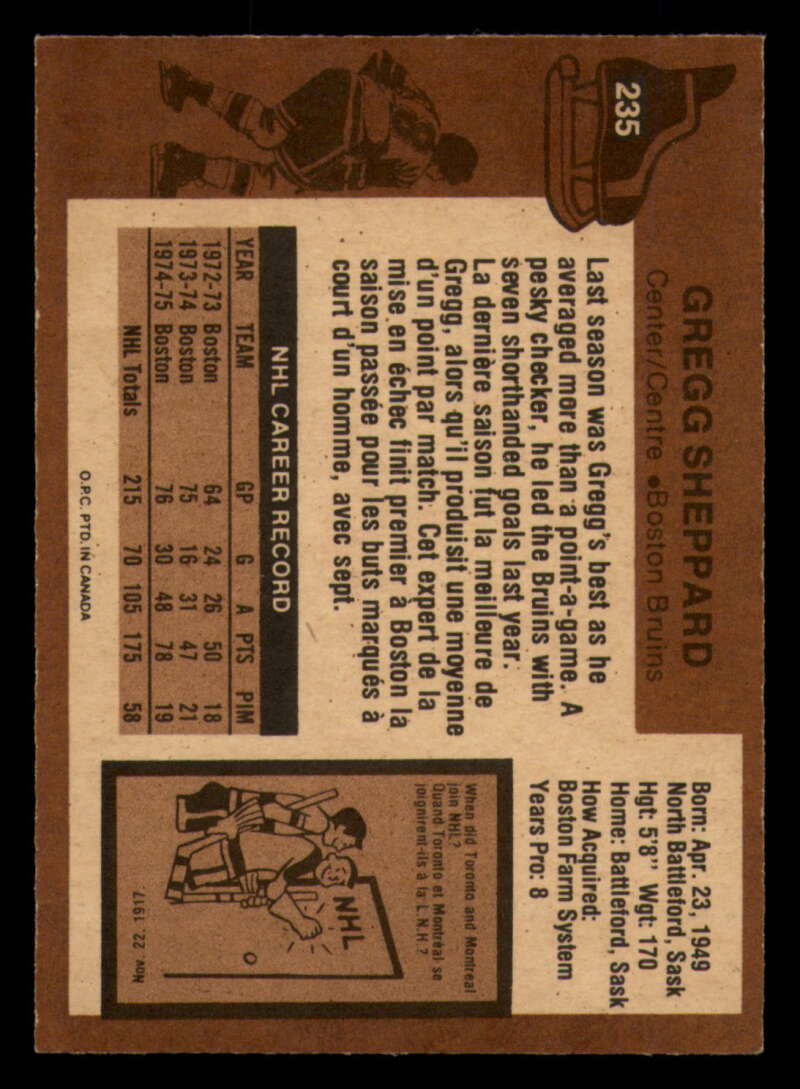 235
GREGG SHEPPARD
Center/Centre • Boston Bruins
Born: Apr. 23, 1949
North Battleford, Sask
Hgt: 5'8" Wgt: 170
Home: Battleford, Sask
How Acquired:
Boston Farm System
Years Pro: 8
Last season was Gregg's best as he
averaged more than a point-a-game. A
pesky checker, he led the Bruins with
seven shorthanded goals last year.
La dernière saison fut la meilleure de
Gregg, alors qu'il produisit une moyenne
d'un point par match. Cet expert de la
mise en échec finit premier à Boston la
saison passée pour les buts marqués à
court d'un homme, avec sept.
NHL CAREER RECORD
YEAR TEAM GP G A PTS PIM
1972-73 Boston 64 24 26 50 18
1973-74 Boston 75 16 31 47 21
1974-75 Boston 76 30 48 78 19
NHL Totals 215 70 105 175 58
O.P.C. PTD. IN CANADA
When did Toronto and Montreal
join NHL?
Quand Toronto et Montréal se
joignirent-ils à la L.N.H.?
NHL
Nov. 22, 1917